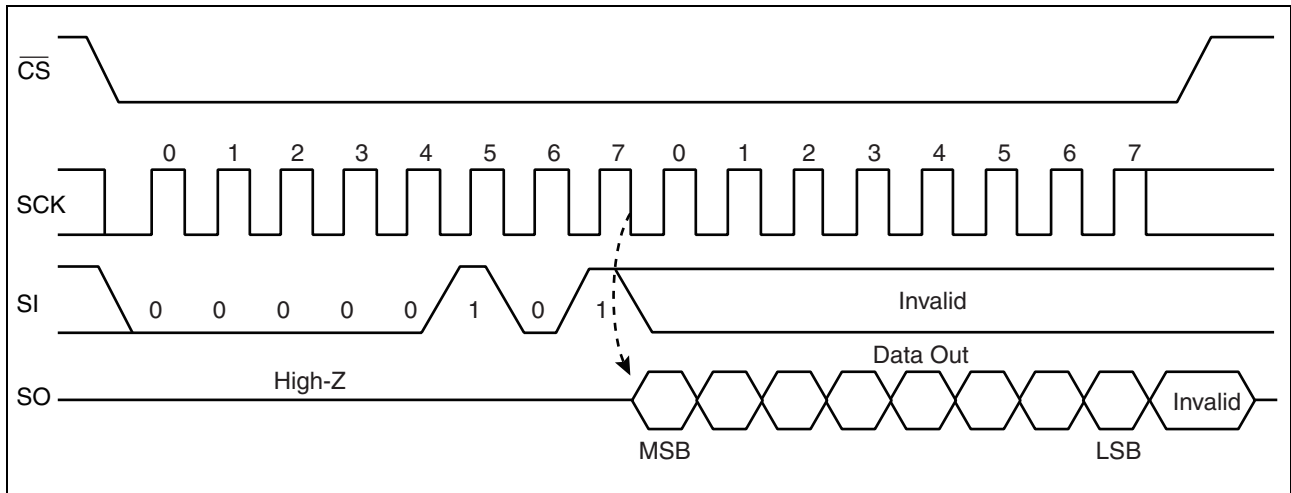 CS
0 1 2 3 4 5 6 7 0 1 2 3 4 5 6 7
SCK
SI 0 0 0 0 0 1 0 1 Invalid
Data Out
High-Z
SO Invalid
MSB LSB